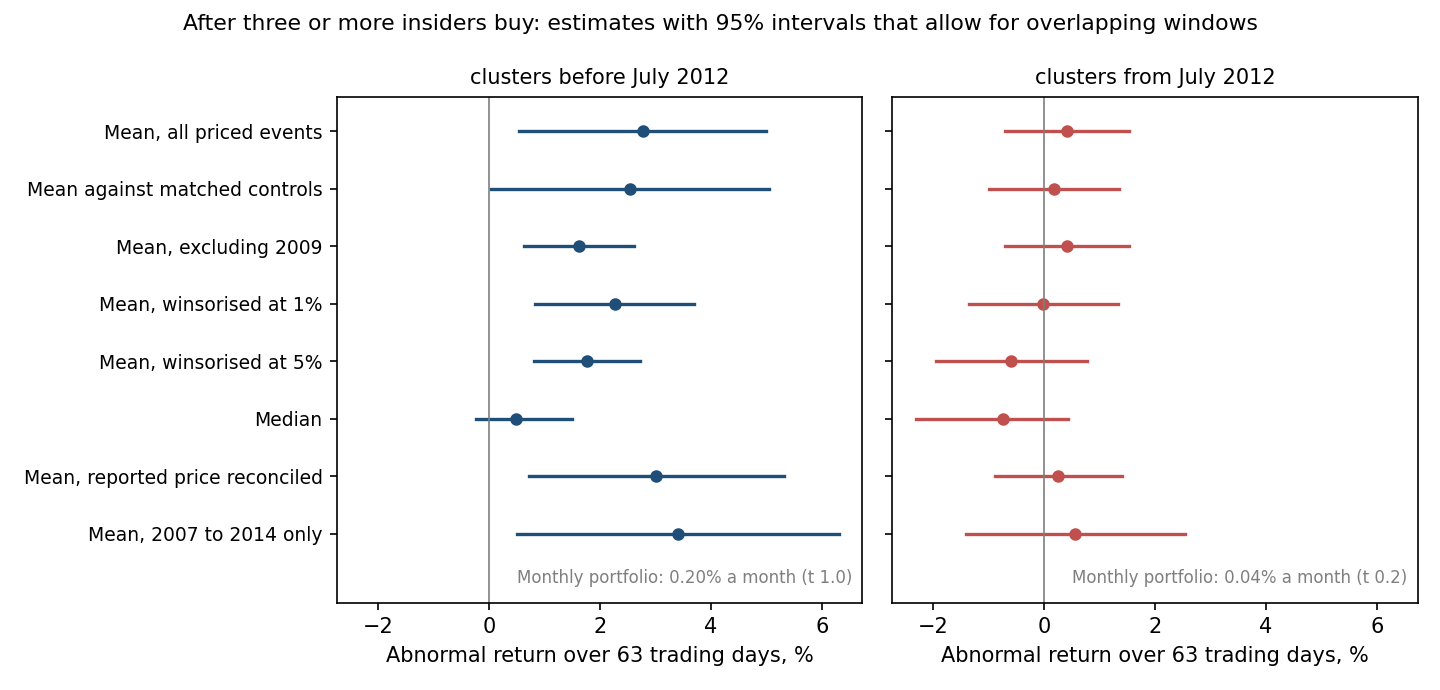 After three or more insiders buy: estimates with 95% intervals that allow for overlapping windows
clusters before July 2012
clusters from July 2012
Mean, all priced events
Mean against matched controls
Mean, excluding 2009
Mean, winsorised at 1%
Mean, winsorised at 5%
Median
Mean, reported price reconciled
Mean, 2007 to 2014 only
Monthly portfolio: 0.20% a month (t 1.0)
Monthly portfolio: 0.04% a month (t 0.2)
−2 0 2 4 6
−2 0 2 4 6
Abnormal return over 63 trading days, %
Abnormal return over 63 trading days, %